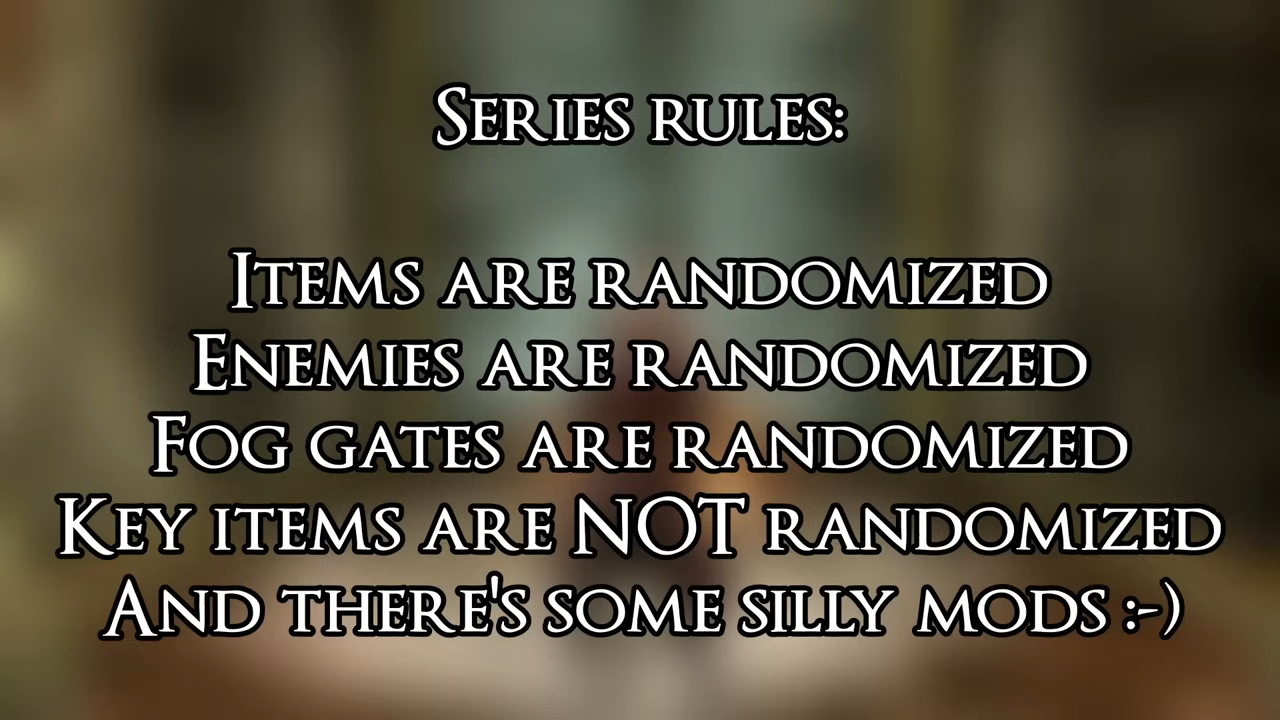 Series rules:
Items are randomized
Enemies are randomized
Fog gates are randomized
Key items are NOT randomized
And there's some silly mods :-)